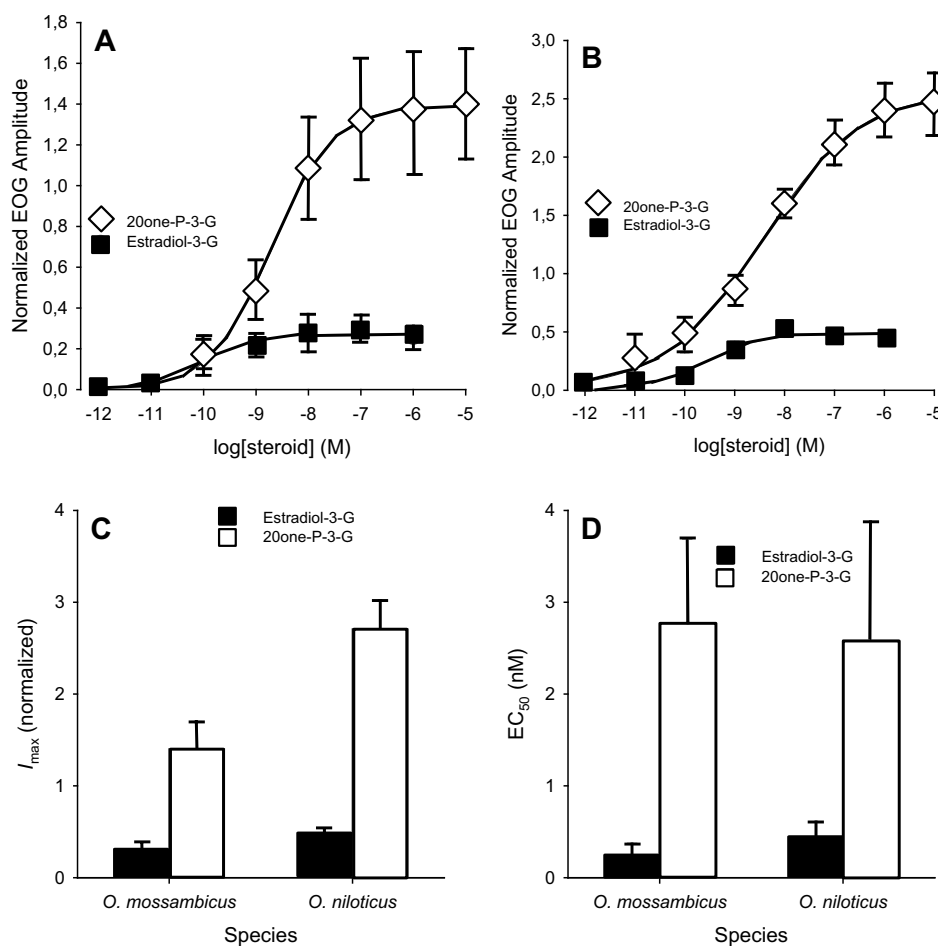 A
Normalized EOG Amplitude
1,8
1,6
1,4
1,2
1,0
0,8
0,6
0,4
0,2
0,0
20one-P-3-G
Estradiol-3-G
-12 -11 -10 -9 -8 -7 -6 -5
log[steroid] (M)
B
Normalized EOG Amplitude
3,0
2,5
2,0
1,5
1,0
0,5
0,0
20one-P-3-G
Estradiol-3-G
-12 -11 -10 -9 -8 -7 -6 -5
log[steroid] (M)
C
Imax (normalized)
4
3
2
1
0
Estradiol-3-G
20one-P-3-G
O. mossambicus O. niloticus
Species
D
EC50 (nM)
4
3
2
1
0
Estradiol-3-G
20one-P-3-G
O. mossambicus O. niloticus
Species